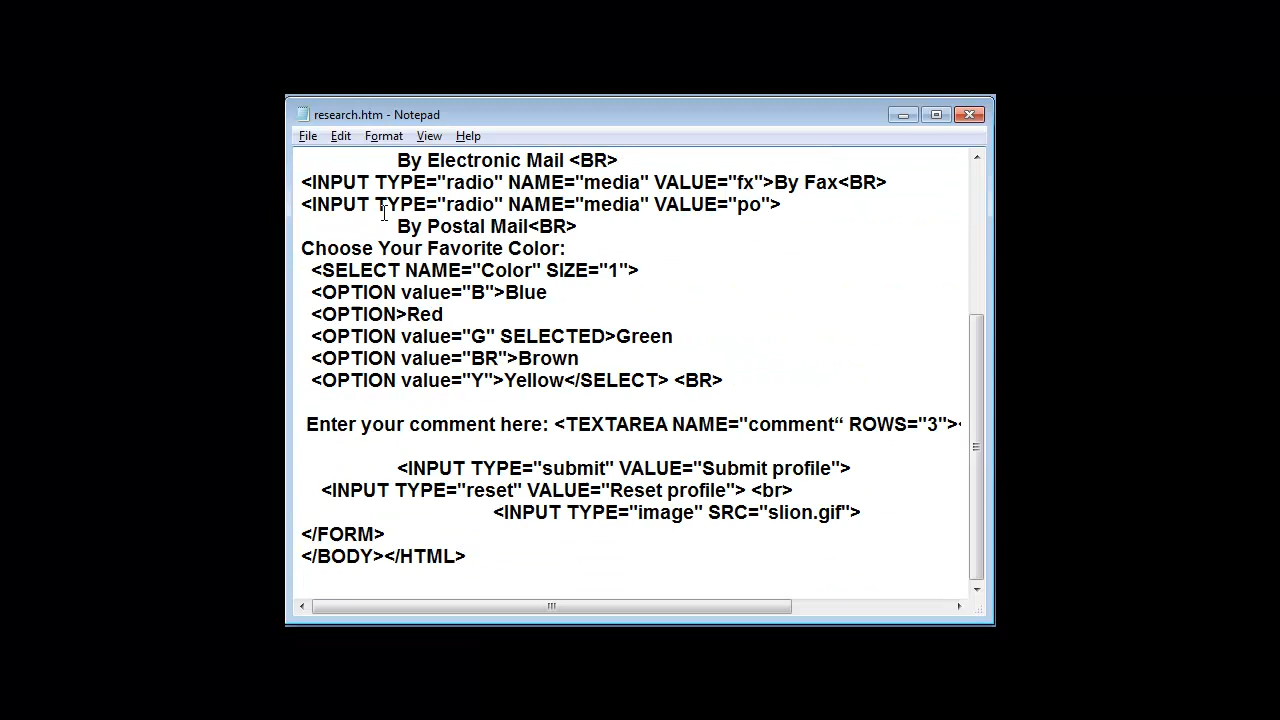 research.htm - Notepad
File Edit Format View Help
By Electronic Mail <BR>
<INPUT TYPE="radio" NAME="media" VALUE="fx">By Fax<BR>
<INPUT TYPE="radio" NAME="media" VALUE="po">
By Postal Mail<BR>
Choose Your Favorite Color:
<SELECT NAME="Color" SIZE="1">
<OPTION value="B">Blue
<OPTION>Red
<OPTION value="G" SELECTED>Green
<OPTION value="BR">Brown
<OPTION value="Y">Yellow</SELECT> <BR>
Enter your comment here: <TEXTAREA NAME="comment“ ROWS="3"><
<INPUT TYPE="submit" VALUE="Submit profile">
<INPUT TYPE="reset" VALUE="Reset profile"> <br>
<INPUT TYPE="image" SRC="slion.gif">
</FORM>
</BODY></HTML>